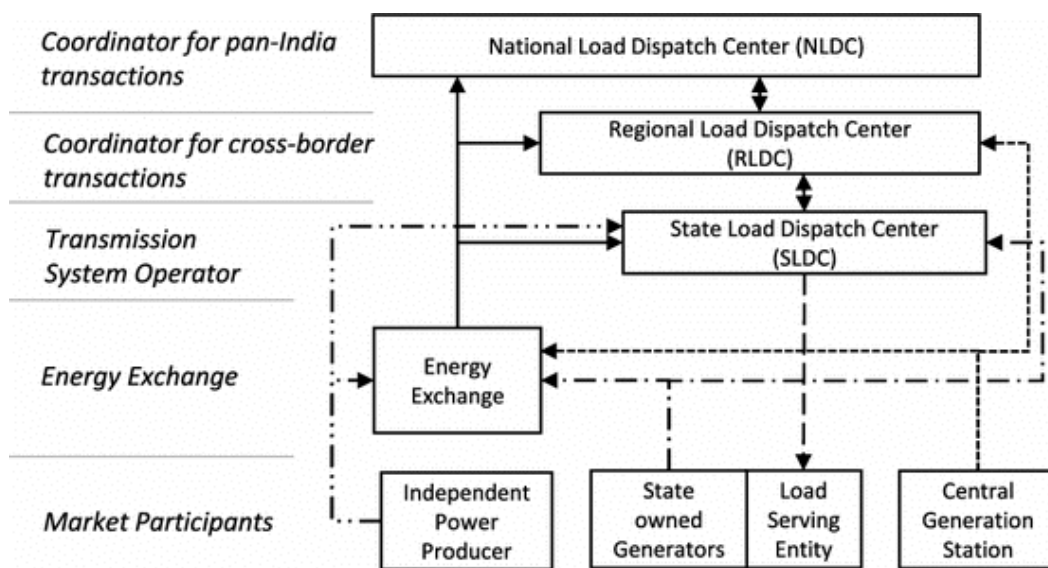 Coordinator for pan-India
transactions
National Load Dispatch Center (NLDC)
Coordinator for cross-border
transactions
Regional Load Dispatch Center
(RLDC)
Transmission
System Operator
State Load Dispatch Center
(SLDC)
Energy Exchange
Energy
Exchange
Market Participants
Independent
Power
Producer
State
owned
Generators
Load
Serving
Entity
Central
Generation
Station